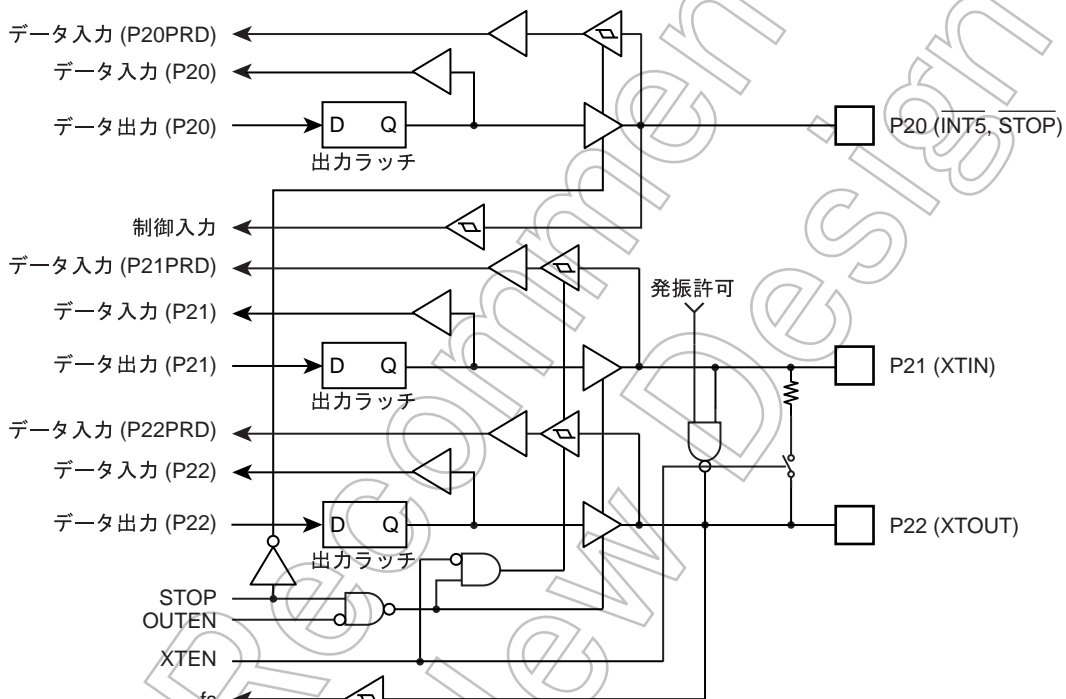 データ入力 (P20PRD)
データ入力 (P20)
データ出力 (P20)
D Q
出力ラッチ
P20 (INT5, STOP)
制御入力
データ入力 (P21PRD)
発振許可
データ入力 (P21)
データ出力 (P21)
D Q
出力ラッチ
P21 (XTIN)
データ入力 (P22PRD)
データ入力 (P22)
データ出力 (P22)
D Q
出力ラッチ
P22 (XTOUT)
STOP
OUTEN
XTEN
fs
Recommen
ew Design